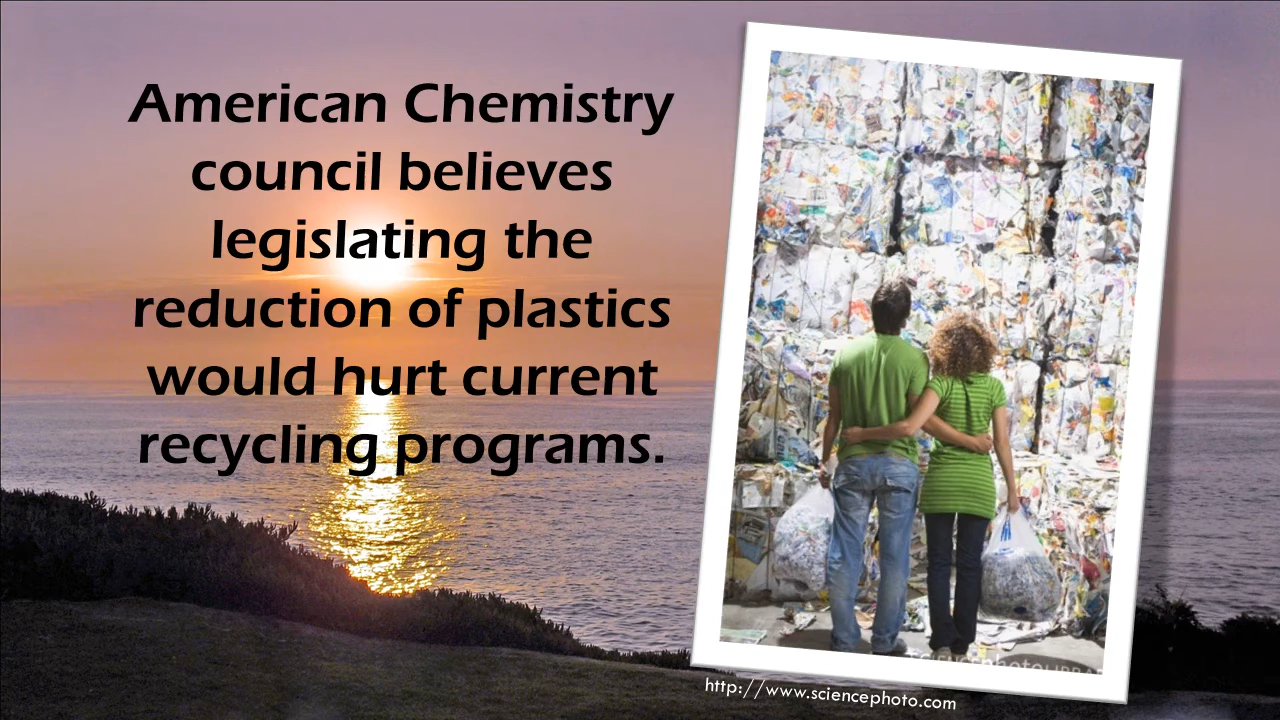 American Chemistry
council believes
legislating the
reduction of plastics
would hurt current
recycling programs.
http://www.sciencephoto.com